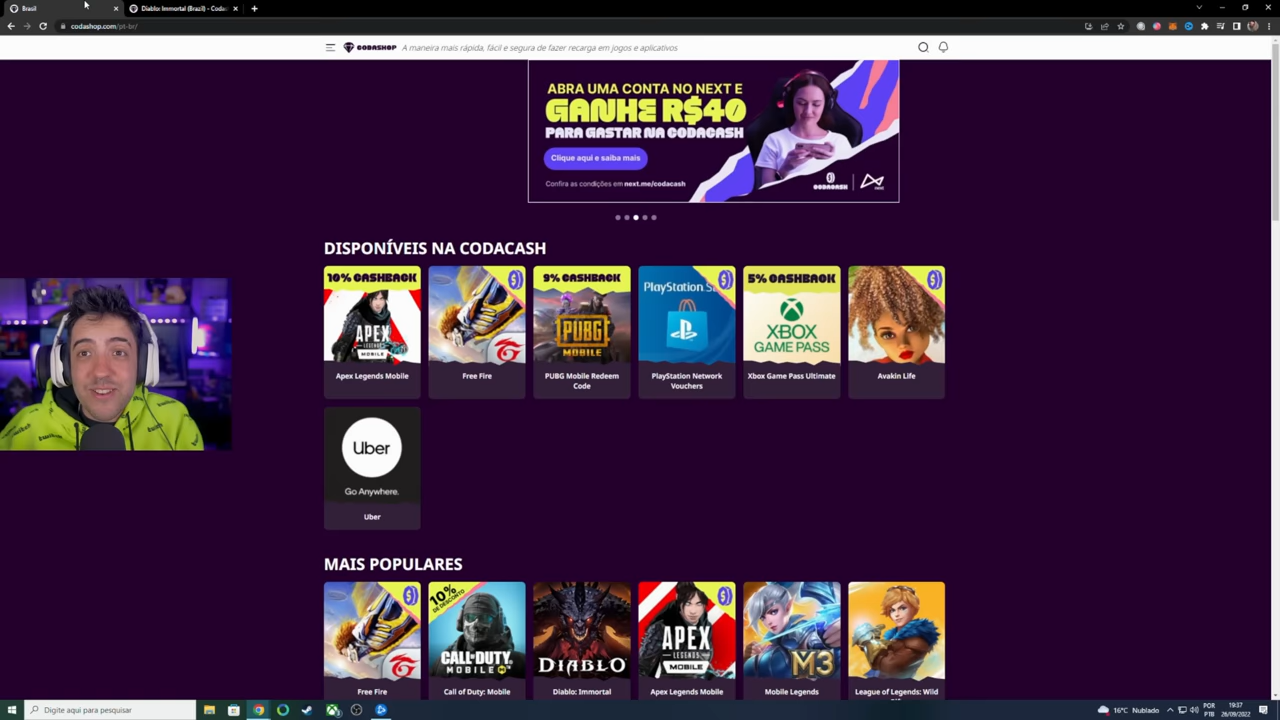 Brasil
Diablo: Immortal (Brazil) - Coda
codashop.com/pt-br/
CODASHOP
A maneira mais rápida, fácil e segura de fazer recarga em jogos e aplicativos
ABRA UMA CONTA NO NEXT E
GANHE R$40
PARA GASTAR NA CODACASH
Clique aqui e saiba mais
Confira as condições em next.me/codacash
CODACASH
next
DISPONÍVEIS NA CODACASH
10% CASHBACK
APEX
LEGENDS
MOBILE
Apex Legends Mobile
Free Fire
9% CASHBACK
PUBG
MOBILE
PUBG Mobile Redeem
Code
PlayStation
PlayStation Network
Vouchers
5% CASHBACK
XBOX
GAME PASS
Xbox Game Pass Ultimate
Avakin Life
Uber
Go Anywhere.
Uber
MAIS POPULARES
Free Fire
10%
DE DESCONTO
CALL OF DUTY
MOBILE
Call of Duty: Mobile
DIABLO
Diablo: Immortal
APEX
LEGENDS
MOBILE
Apex Legends Mobile
M3
Mobile Legends
League of Legends: Wild
Digite aqui para pesquisar
16°C Nublado
POR
PTB
19:37
26/09/2022